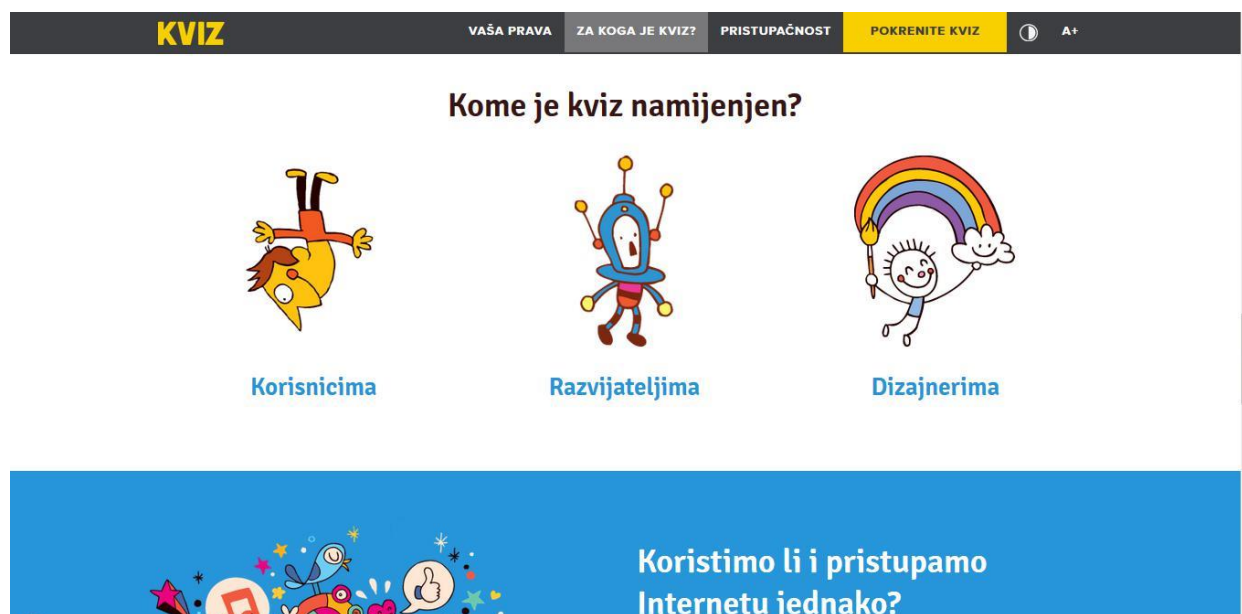 KVIZ
VAŠA PRAVA
ZA KOGA JE KVIZ?
PRISTUPAČNOST
POKRENITE KVIZ
A+
Kome je kviz namijenjen?
Korisnicima
Razvijateljima
Dizajnerima
Koristimo li i pristupamo
Internetu jednako?